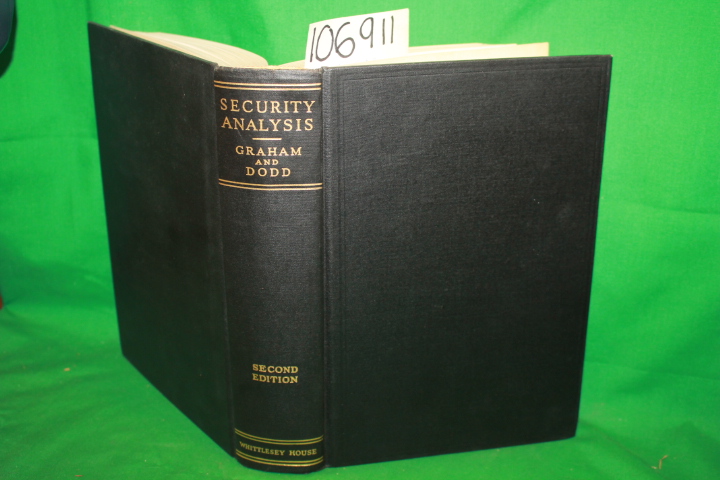 106911
SECURITY
ANALYSIS
GRAHAM
AND
DODD
SECOND
EDITION
WHITTLESEY HOUSE